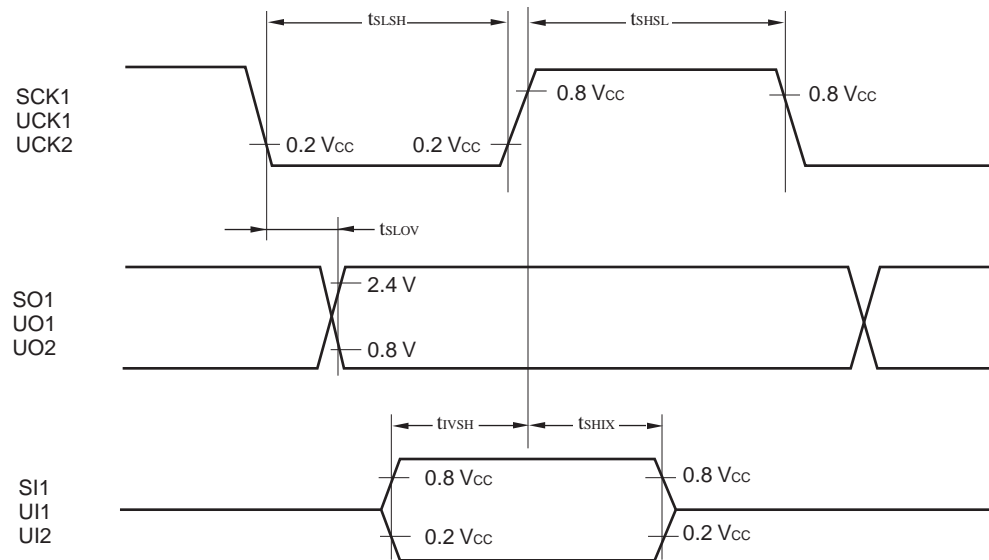 tSLSH
tSHSL
SCK1
UCK1
UCK2
0.8 VCC
0.8 VCC
0.2 VCC
0.2 VCC
tSLOV
SO1
UO1
UO2
2.4 V
0.8 V
tIVSH
tSHIX
SI1
UI1
UI2
0.8 VCC
0.8 VCC
0.2 VCC
0.2 VCC